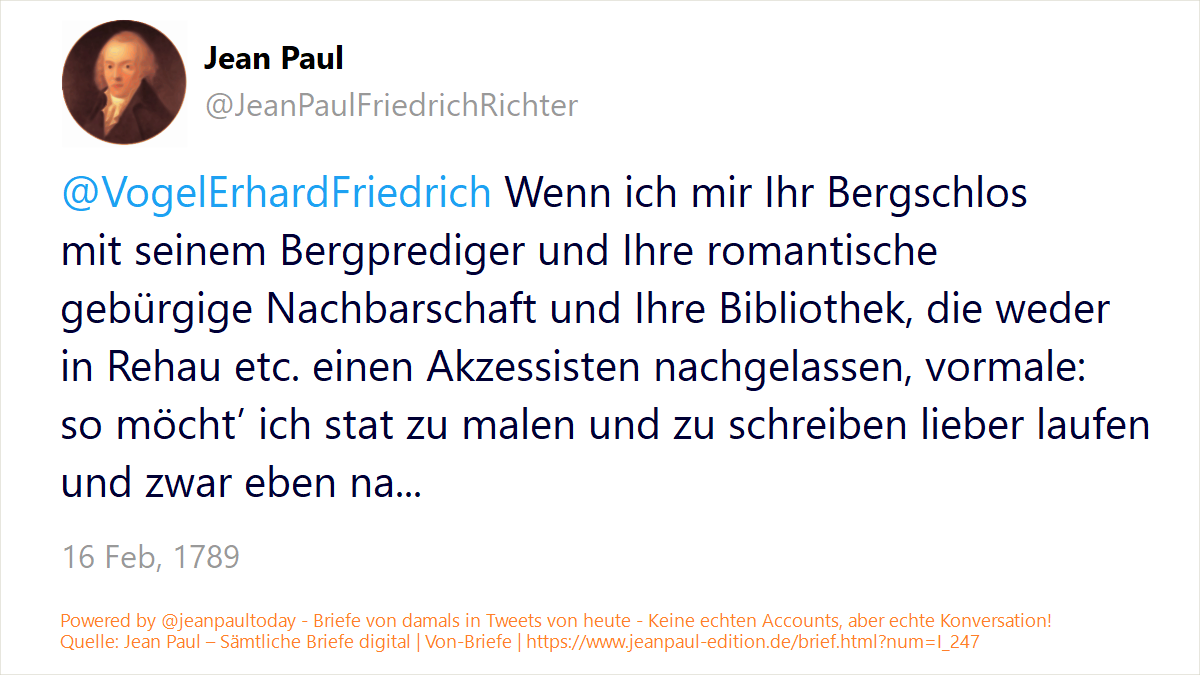 Jean Paul
@JeanPaulFriedrichRichter
@VogelErhardFriedrich Wenn ich mir Ihr Bergschlos
mit seinem Bergprediger und Ihre romantische
gebürgige Nachbarschaft und Ihre Bibliothek, die weder
in Rehau etc. einen Akzessisten nachgelassen, vormale:
so möcht’ ich stat zu malen und zu schreiben lieber laufen
und zwar eben na...
16 Feb, 1789
Powered by @jeanpaultoday - Briefe von damals in Tweets von heute - Keine echten Accounts, aber echte Konversation!
Quelle: Jean Paul – Sämtliche Briefe digital | Von-Briefe | https://www.jeanpaul-edition.de/brief.html?num=I_247